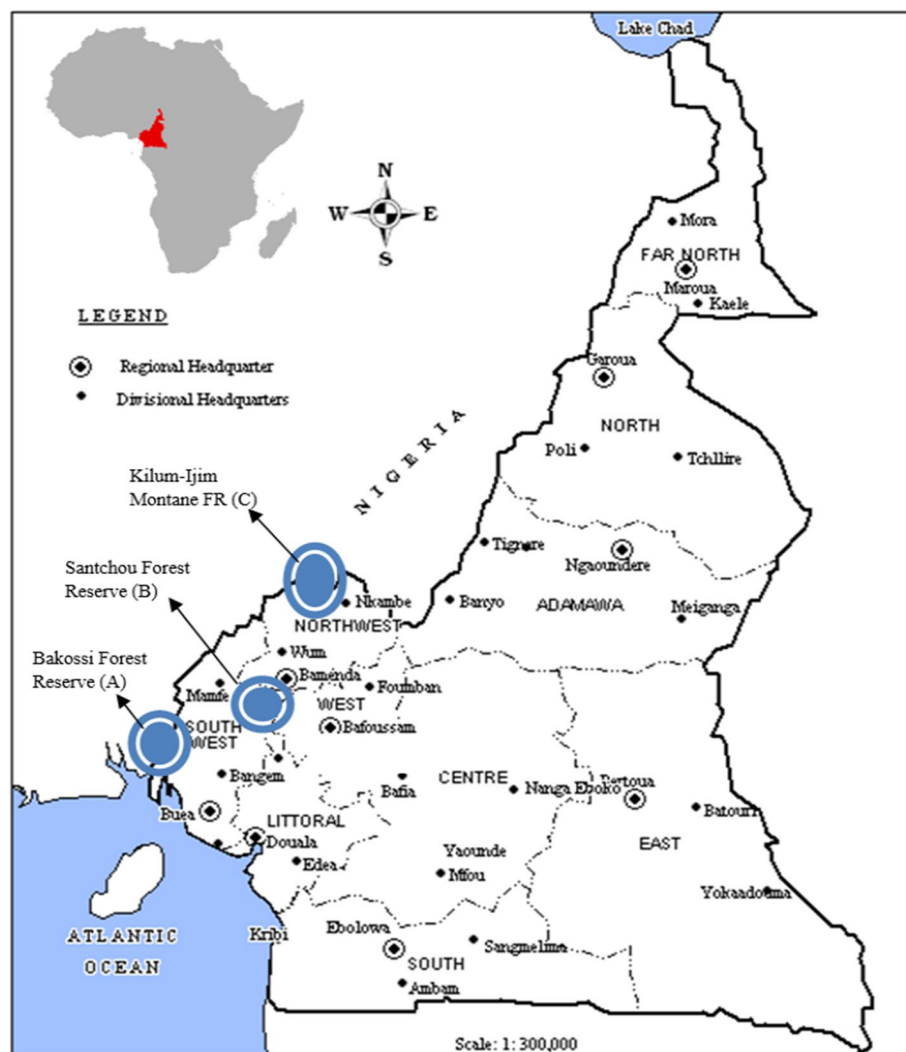 Lake Chad
N
W E
S
Mora
FAR NORTH
Maroua
Kaele
LEGEND
Regional Headquarter
Divisional Headquarters
Garoua
NORTH
Poli
Tchllire
NIGERIA
Kilum-Ijim
Montane FR (C)
Tignere
Ngaoundere
Santchou Forest
Reserve (B)
Nkambe
Banyo
ADAMAWA
Meiganga
NORTHWEST
Wum
Bakossi Forest
Reserve (A)
Bamenda
Mamfe
Foumban
WEST
SOUTH
WEST
Bafoussam
Bangem
Bafia
CENTRE
Nanga Eboko
Bertoua
Buea
Batouri
LITTORAL
Douala
EAST
Edea
Yaounde
Mfou
Yokaadouma
ATLANTIC
OCEAN
Kribi
Ebolowa
Sangmelima
SOUTH
Ambam
Scale: 1: 300,000